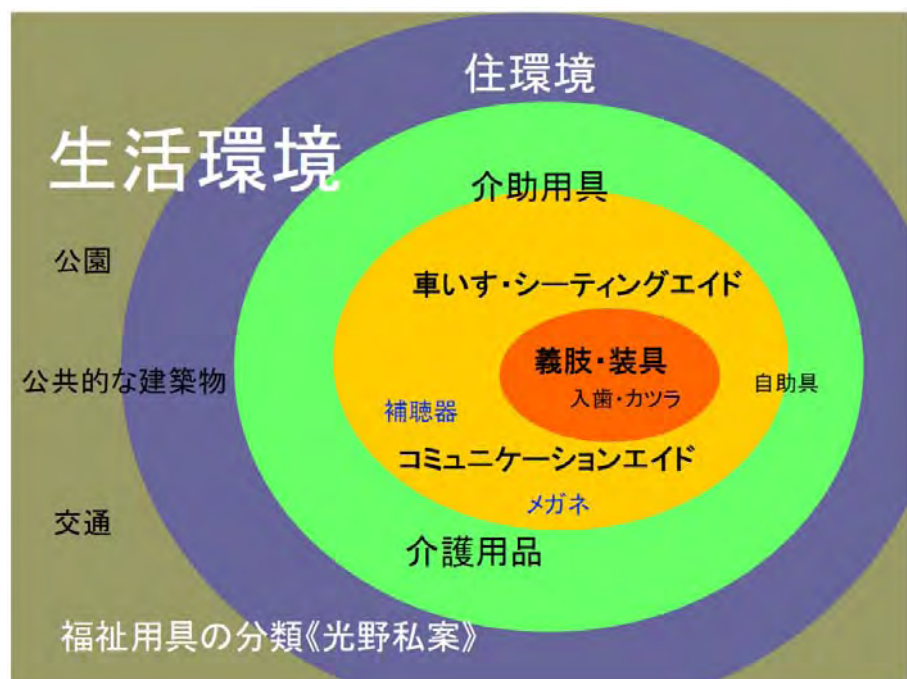 住環境
生活環境
介助用具
公園
車いす・シーティングエイド
義肢・装具
公共的な建築物
自助具
入歯・カツラ
補聴器
コミュニケーションエイド
メガネ
交通
介護用品
福祉用具の分類《光野私案》